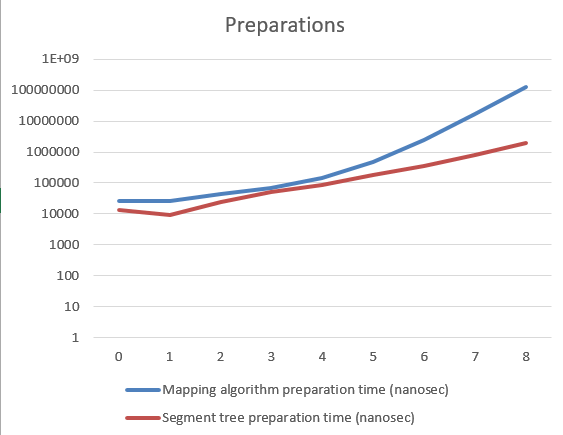 Preparations
1E+09
100000000
10000000
1000000
100000
10000
1000
100
10
1
0 1 2 3 4 5 6 7 8
Mapping algorithm preparation time (nanosec)
Segment tree preparation time (nanosec)